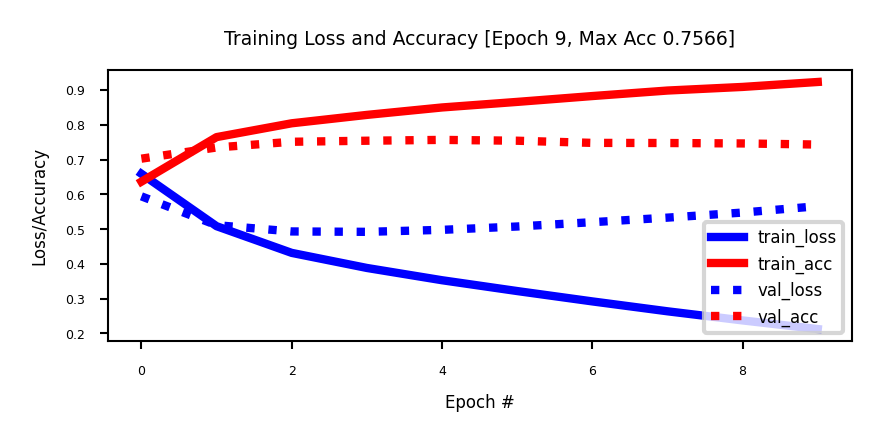 Training Loss and Accuracy [Epoch 9, Max Acc 0.7566]
Loss/Accuracy
0.9
0.8
0.7
0.6
0.5
0.4
0.3
0.2
train_loss
train_acc
val_loss
val_acc
0 2 4 6 8
Epoch #